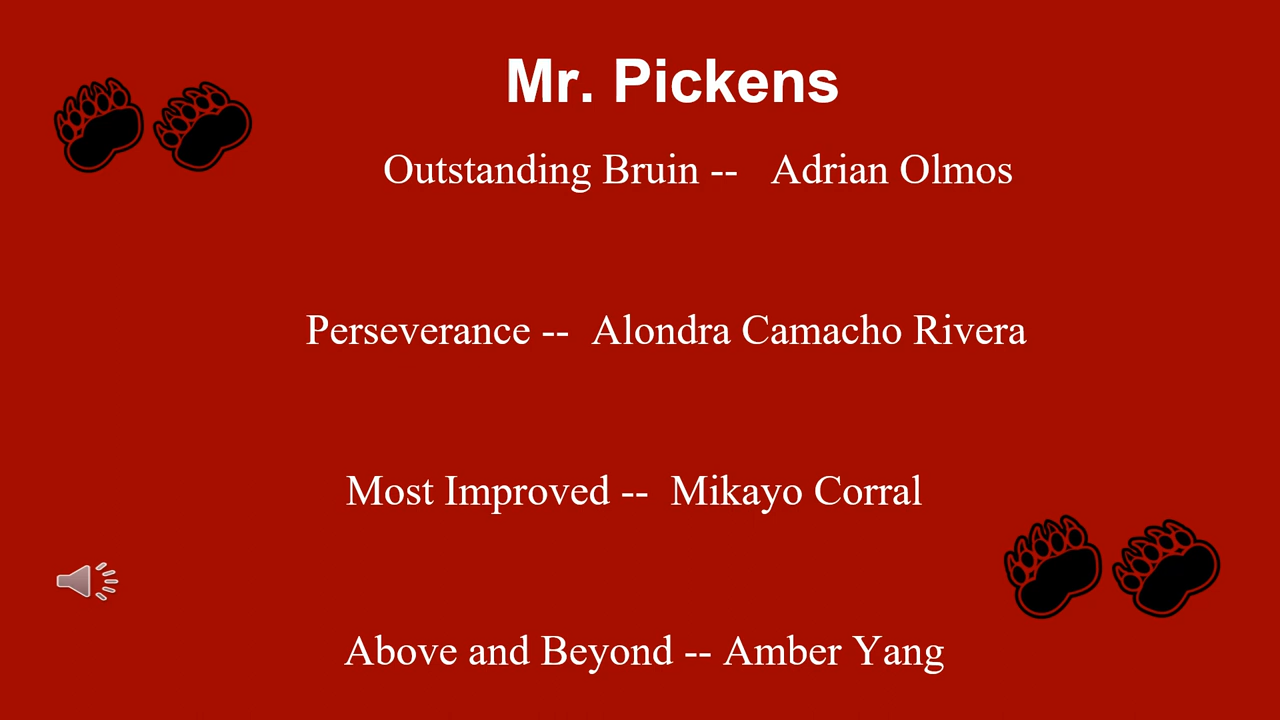 Mr. Pickens
Outstanding Bruin -- Adrian Olmos
Perseverance -- Alondra Camacho Rivera
Most Improved -- Mikayo Corral
Above and Beyond -- Amber Yang